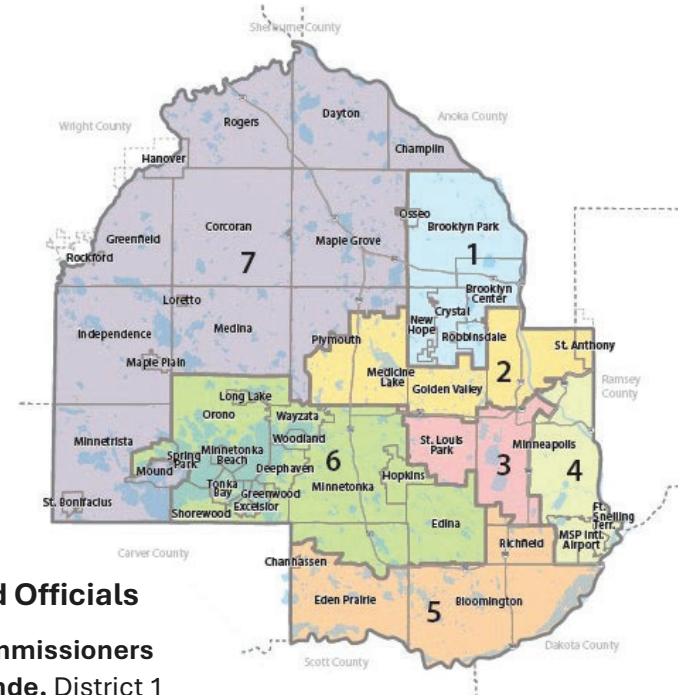 Sherburne County
Dayton
Rogers
Anoka County
Wright County
Champlin
Hanover
Osseo
Corcoran
Brooklyn Park
Greenfield
Maple Grove
7
1
Rockford
Brooklyn
Center
Loretto
Crystal
Independence
Medina
New
Hope
Plymouth
Robbinsdale
St. Anthony
Maple Plain
Medicine
Lake
2
Ramsey
County
Golden Valley
Long Lake
Orono
Wayzata
Minnetrista
Woodland
St. Louis
Park
Minneapolis
Spring
Park
Minnetonka
Beach
6
3
4
Mound
Deephaven
Hopkins
Minnetonka
Tonka
Bay
Greenwood
St. Bonifacius
Excelsior
Shorewood
Edina
Ft.
Snelling
Terr.
MSP Intl.
Airport
Richfield
Carver County
Chanhassen
d Officials
Eden Prairie
5
Bloomington
mmissioners
Dakota County
Scott County
nde, District 1